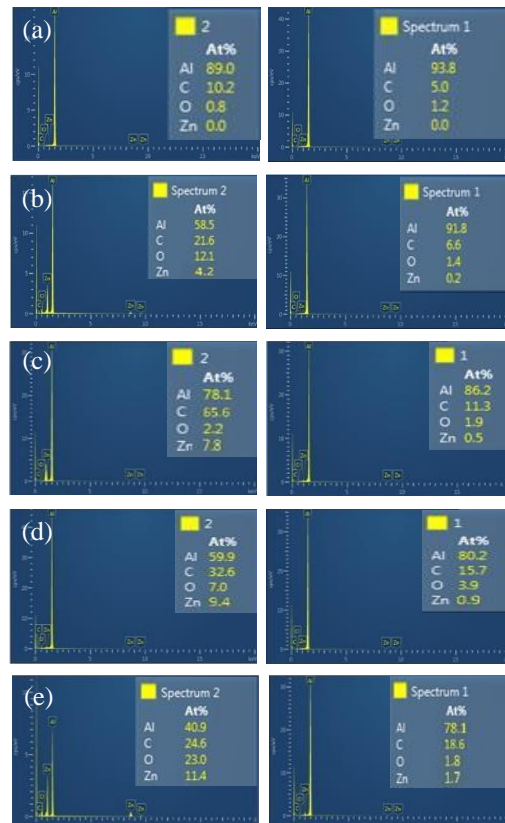 (a)
2
At%
Al 89.0
C 10.2
O 0.8
Zn 0.0
Spectrum 1
At%
Al 93.8
C 5.0
O 1.2
Zn 0.0
(b)
Spectrum 2
At%
Al 58.5
C 21.6
O 12.1
Zn 4.2
Spectrum 1
At%
Al 91.8
C 6.6
O 1.4
Zn 0.2
(c)
2
At%
Al 78.1
C 65.6
O 2.2
Zn 7.8
1
At%
Al 86.2
C 11.3
O 1.9
Zn 0.5
(d)
2
At%
Al 59.9
C 32.6
O 7.0
Zn 9.4
1
At%
Al 80.2
C 15.7
O 3.9
Zn 0.9
(e)
Spectrum 2
At%
Al 40.9
C 24.6
O 23.0
Zn 11.4
Spectrum 1
At%
Al 78.1
C 18.6
O 1.8
Zn 1.7